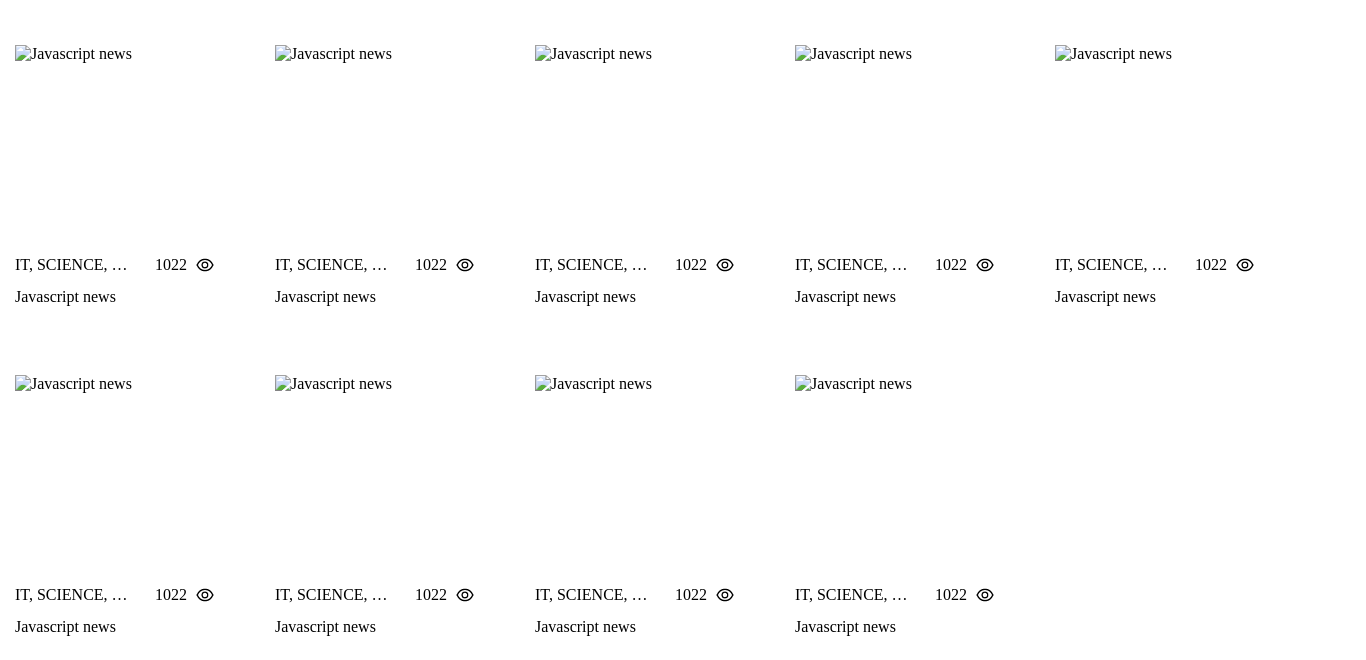 Javascript news Javascript news Javascript news Javascript news Javascript news
IT, SCIENCE, … 1022 IT, SCIENCE, … 1022 IT, SCIENCE, … 1022 IT, SCIENCE, … 1022 IT, SCIENCE, … 1022
Javascript news Javascript news Javascript news Javascript news Javascript news
Javascript news Javascript news Javascript news Javascript news
IT, SCIENCE, … 1022 IT, SCIENCE, … 1022 IT, SCIENCE, … 1022 IT, SCIENCE, … 1022
Javascript news Javascript news Javascript news Javascript news